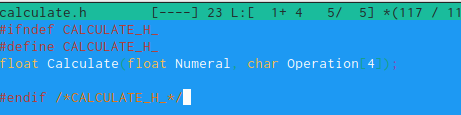 calculate.h [----] 23 L:[ 1+ 4 5/ 5] *(117 / 11
#ifndef CALCULATE_H_
#define CALCULATE_H_
float Calculate(float Numeral, char Operation[4]);
#endif /*CALCULATE_H_*/